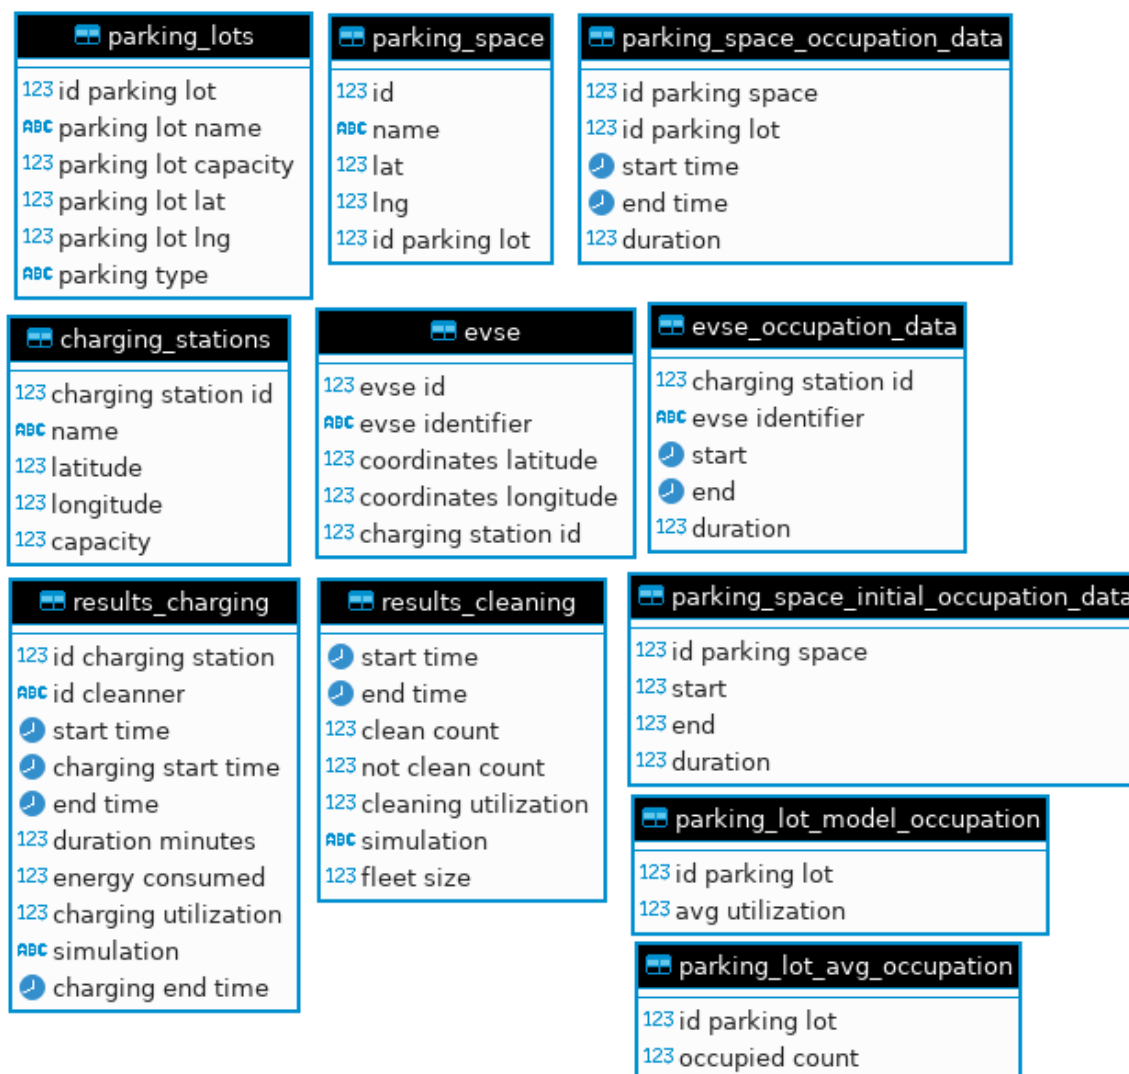 parking_lots
123 id parking lot
ABC parking lot name
123 parking lot capacity
123 parking lot lat
123 parking lot lng
ABC parking type
parking_space
123 id
ABC name
123 lat
123 lng
123 id parking lot
parking_space_occupation_data
123 id parking space
123 id parking lot
start time
end time
123 duration
charging_stations
123 charging station id
ABC name
123 latitude
123 longitude
123 capacity
evse
123 evse id
ABC evse identifier
123 coordinates latitude
123 coordinates longitude
123 charging station id
evse_occupation_data
123 charging station id
ABC evse identifier
start
end
123 duration
results_charging
123 id charging station
ABC id cleanner
start time
charging start time
end time
123 duration minutes
123 energy consumed
123 charging utilization
ABC simulation
charging end time
results_cleaning
start time
end time
123 clean count
123 not clean count
123 cleaning utilization
ABC simulation
123 fleet size
parking_space_initial_occupation_data
123 id parking space
123 start
123 end
123 duration
parking_lot_model_occupation
123 id parking lot
123 avg utilization
parking_lot_avg_occupation
123 id parking lot
123 occupied count